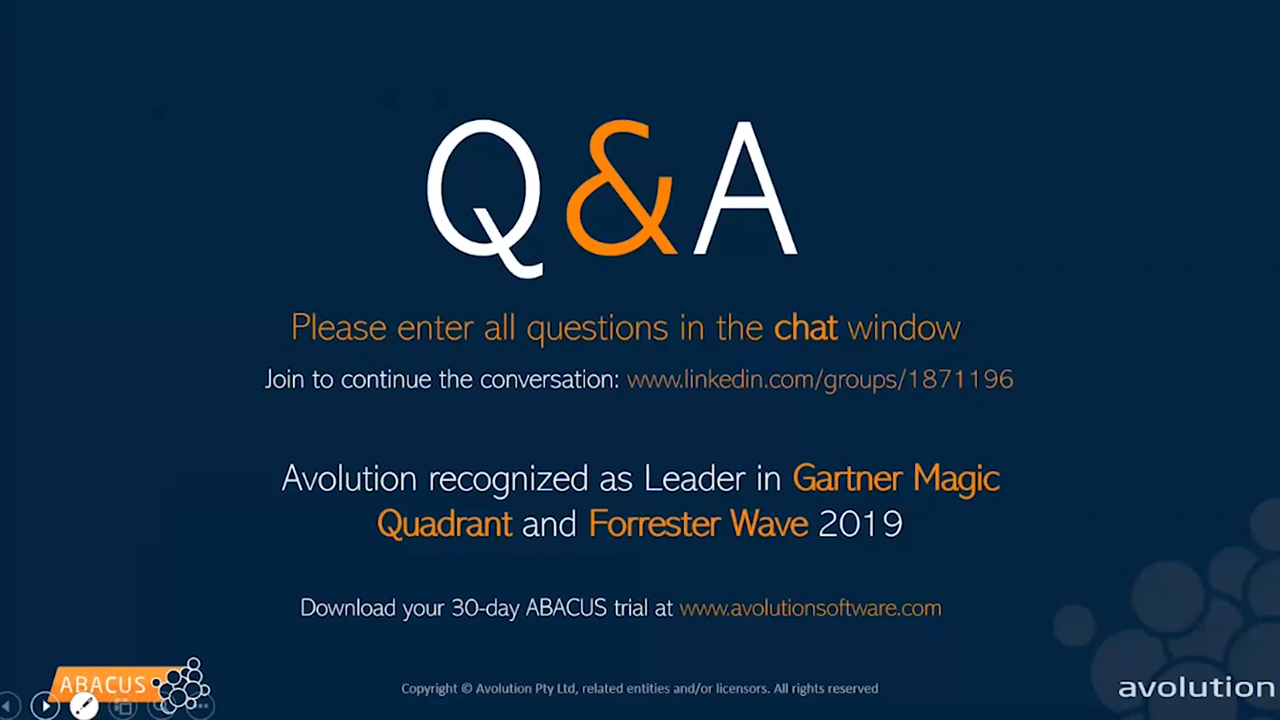 Q&A
Please enter all questions in the chat window
Join to continue the conversation: www.linkedin.com/groups/1871196
Avolution recognized as Leader in Gartner Magic
Quadrant and Forrester Wave 2019
Download your 30-day ABACUS trial at www.avolutionsoftware.com
ABACUS
Copyright © Avolution Pty Ltd, related entities and/or licensors. All rights reserved
avolution